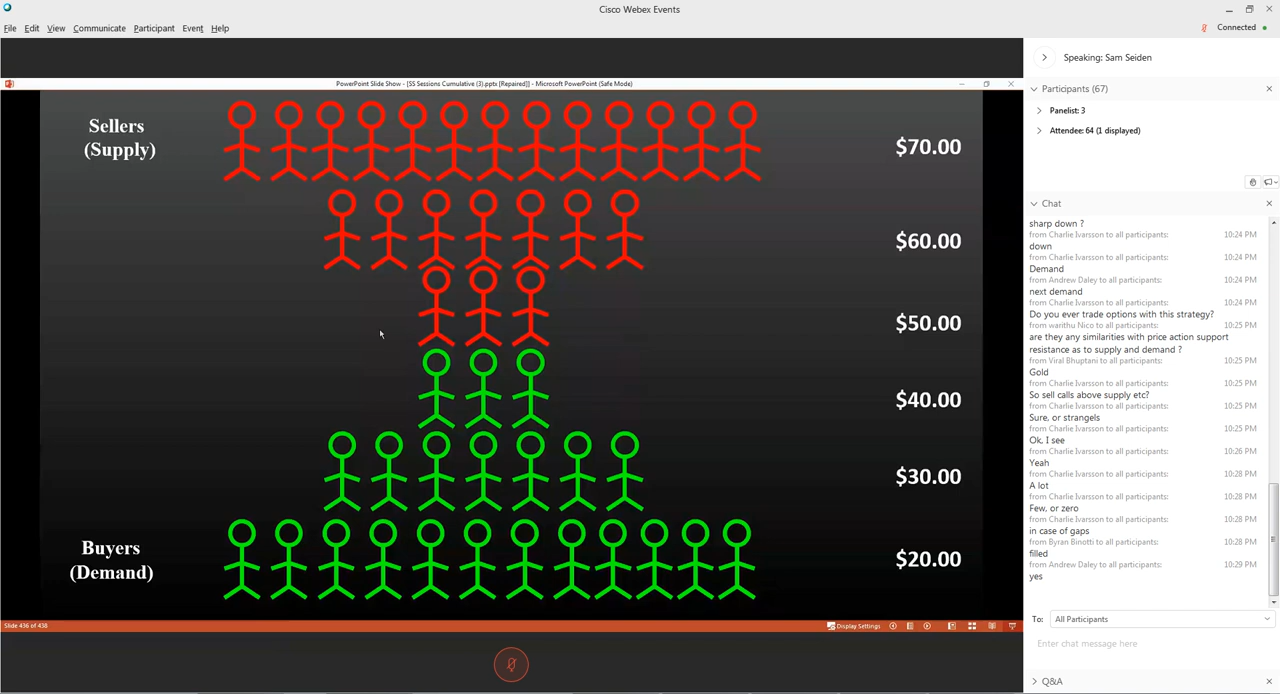 Cisco Webex Events
File Edit View Communicate Participant Event Help
Connected
PowerPoint Slide Show - [SS Sessions Cumulative (3).pptx [Repaired]] - Microsoft PowerPoint (Safe Mode)
Sellers
(Supply)
$70.00
$60.00
$50.00
$40.00
$30.00
Buyers
(Demand)
$20.00
Slide 436 of 438
Display Settings
Speaking: Sam Seiden
Participants (67)
Panelist: 3
Attendee: 64 (1 displayed)
Chat
sharp down ?
from Charlie Ivarsson to all participants: 10:24 PM
down
from Charlie Ivarsson to all participants: 10:24 PM
Demand
from Andrew Daley to all participants: 10:24 PM
next demand
from Charlie Ivarsson to all participants: 10:24 PM
Do you ever trade options with this strategy?
from warithu Nico to all participants: 10:25 PM
are they any similarities with price action support
resistance as to supply and demand ?
from Viral Bhuptani to all participants: 10:25 PM
Gold
from Charlie Ivarsson to all participants: 10:25 PM
So sell calls above supply etc?
from Charlie Ivarsson to all participants: 10:25 PM
Sure, or strangels
from Charlie Ivarsson to all participants: 10:25 PM
Ok, I see
from Charlie Ivarsson to all participants: 10:26 PM
Yeah
from Charlie Ivarsson to all participants: 10:28 PM
A lot
from Charlie Ivarsson to all participants: 10:28 PM
Few, or zero
from Charlie Ivarsson to all participants: 10:28 PM
in case of gaps
from Byran Binotti to all participants: 10:28 PM
filled
from Andrew Daley to all participants: 10:29 PM
yes
To: All Participants
Enter chat message here
Q&A